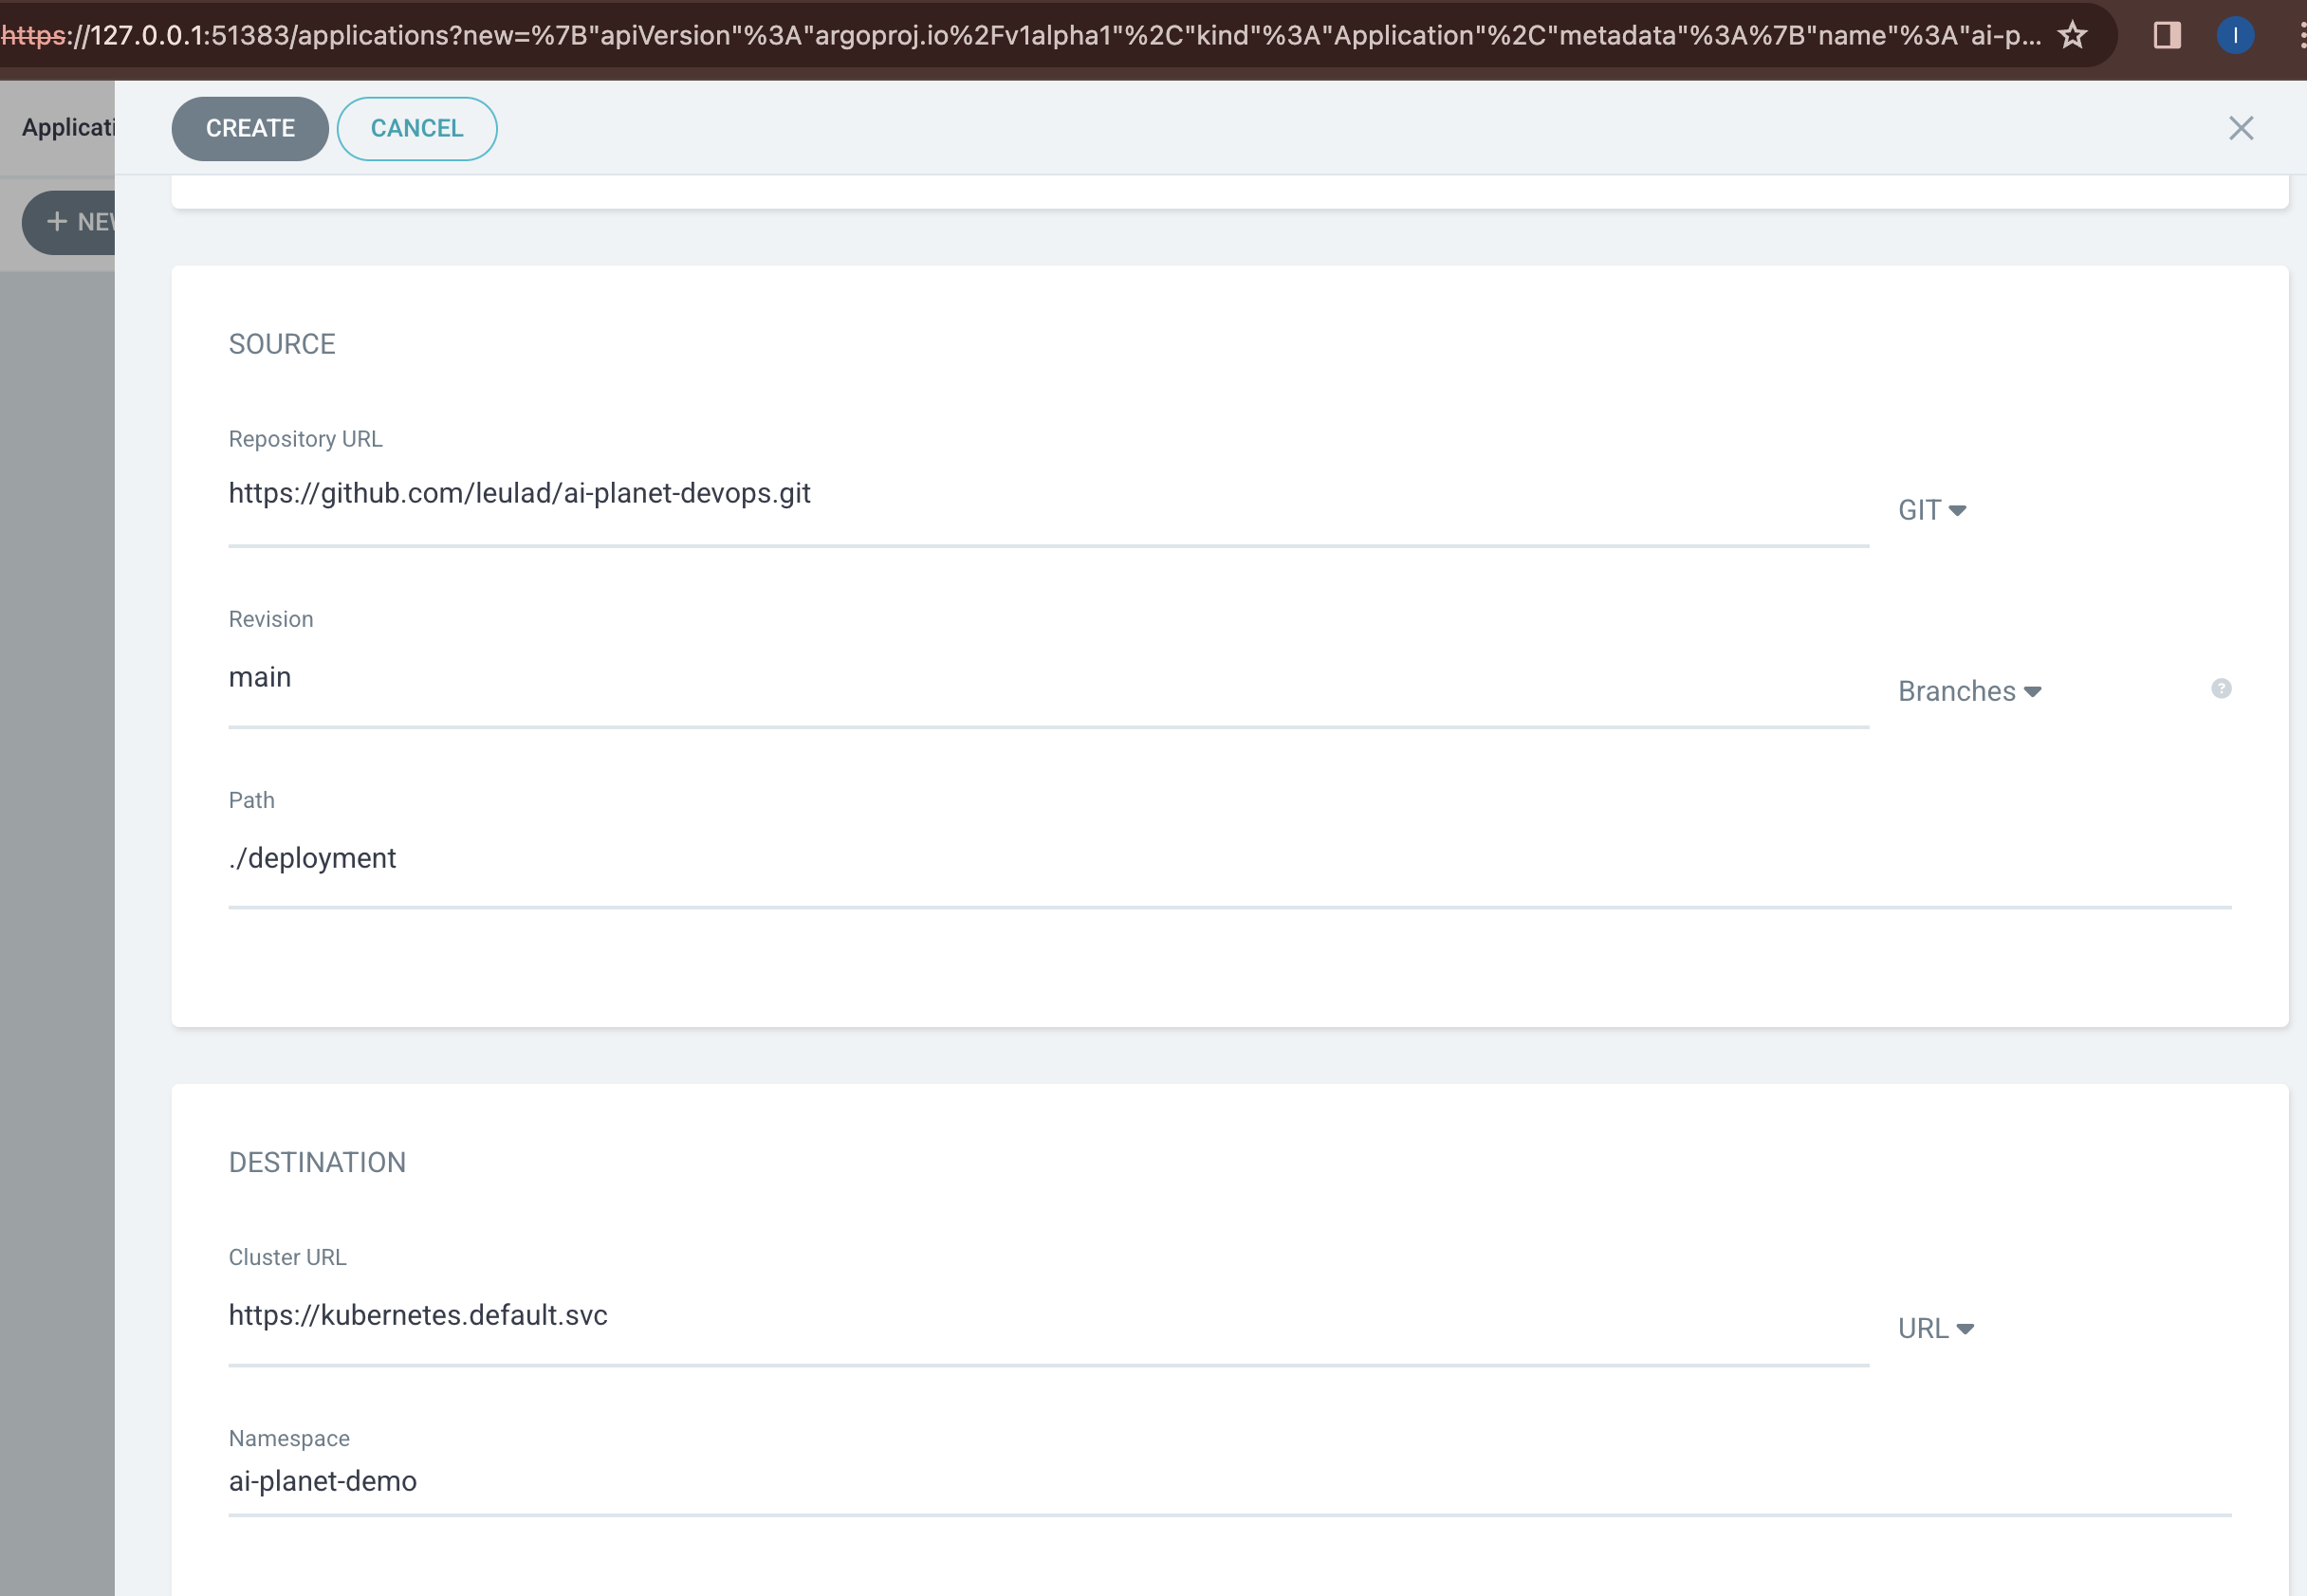 https://127.0.0.1:51383/applications?new=%7B"apiVersion"%3A"argoproj.io%2Fv1alpha1"%2C"kind"%3A"Application"%2C"metadata"%3A%7B"name"%3A"ai-p...
I
Applicati
CREATE
CANCEL
+ NEW
SOURCE
Repository URL
https://github.com/leulad/ai-planet-devops.git
GIT
Revision
main
Branches
?
Path
./deployment
DESTINATION
Cluster URL
https://kubernetes.default.svc
URL
Namespace
ai-planet-demo